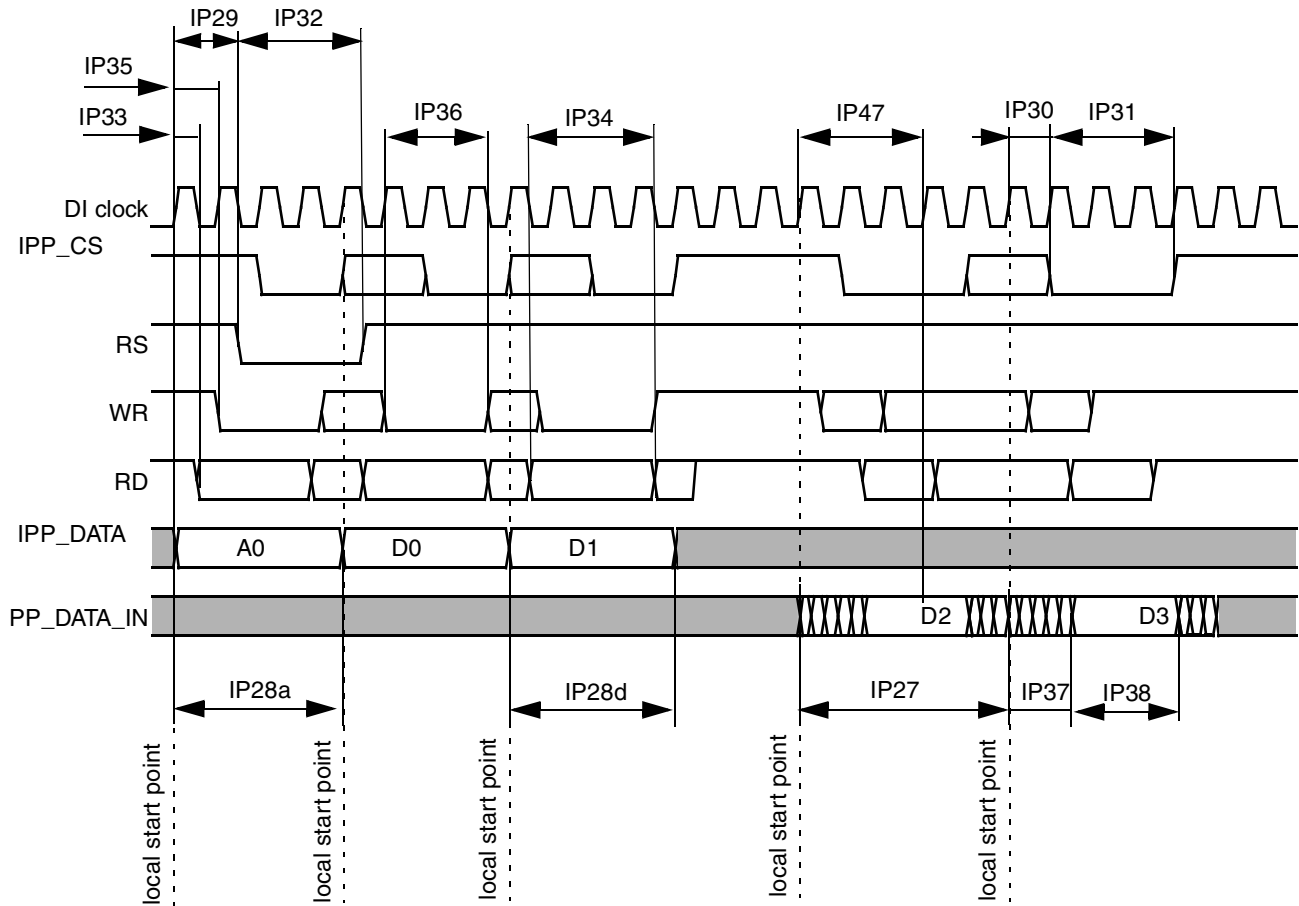 IP29
IP32
IP35
IP33
IP36
IP34
IP47
IP30
IP31
DI clock
IPP_CS
RS
WR
RD
IPP_DATA
A0
D0
D1
PP_DATA_IN
D2
D3
IP28a
IP28d
IP27
IP37
IP38
local start point
local start point
local start point
local start point
local start point